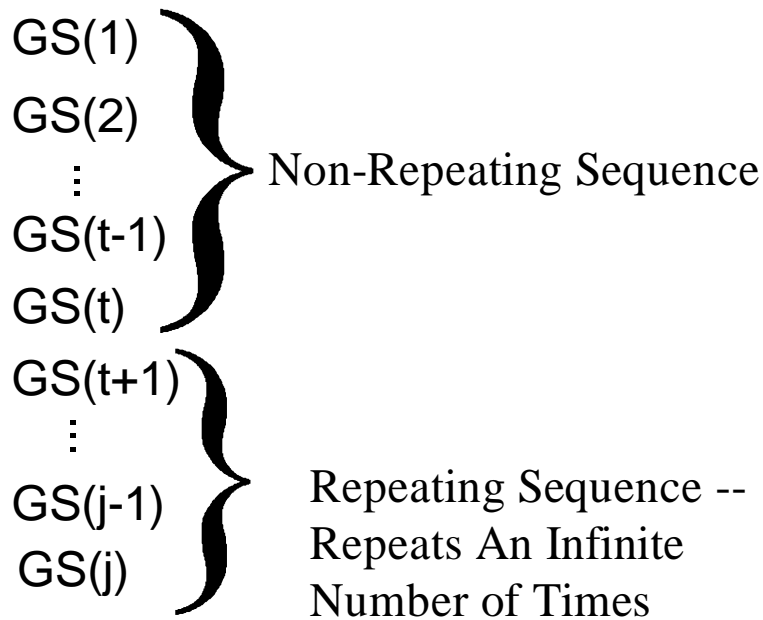 GS(1)
GS(2)
⋮
Non-Repeating Sequence
GS(t-1)
GS(t)
GS(t+1)
⋮
GS(j-1)
GS(j)
Repeating Sequence --
Repeats An Infinite
Number of Times